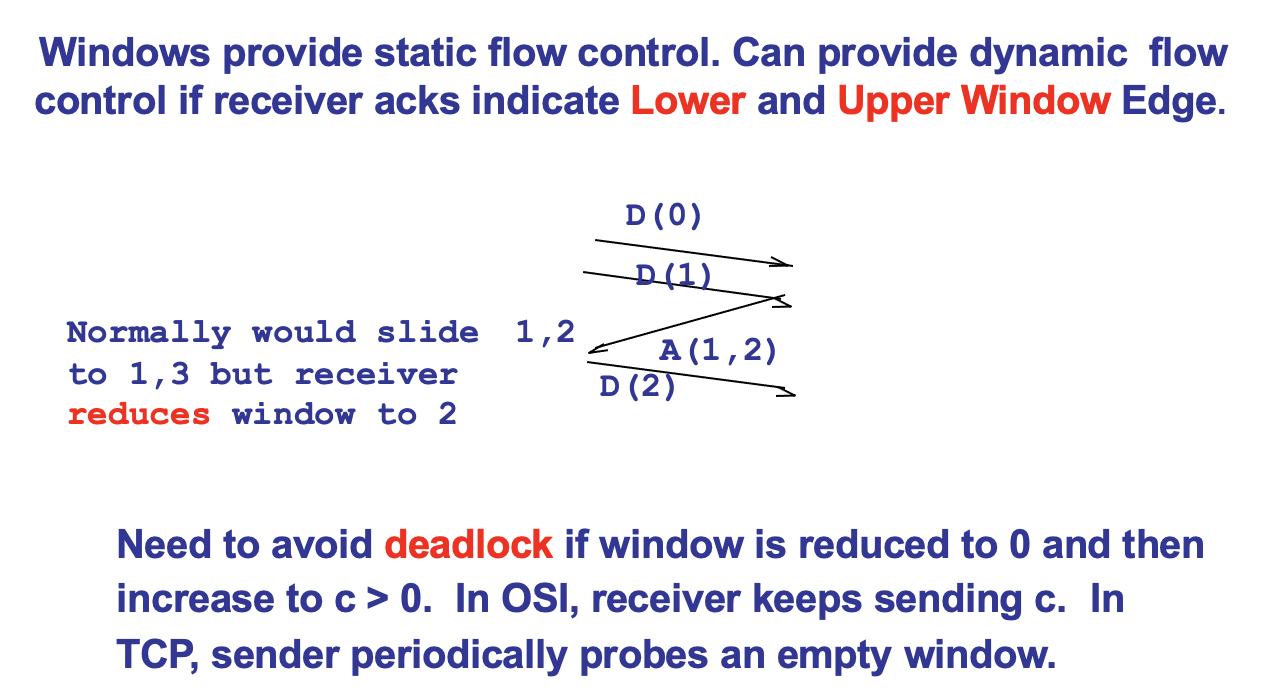 Windows provide static flow control. Can provide dynamic flow
control if receiver acks indicate Lower and Upper Window Edge.
D(0)
D(1)
Normally would slide 1,2
to 1,3 but receiver
reduces window to 2
A(1,2)
D(2)
Need to avoid deadlock if window is reduced to 0 and then
increase to c > 0. In OSI, receiver keeps sending c. In
TCP, sender periodically probes an empty window.